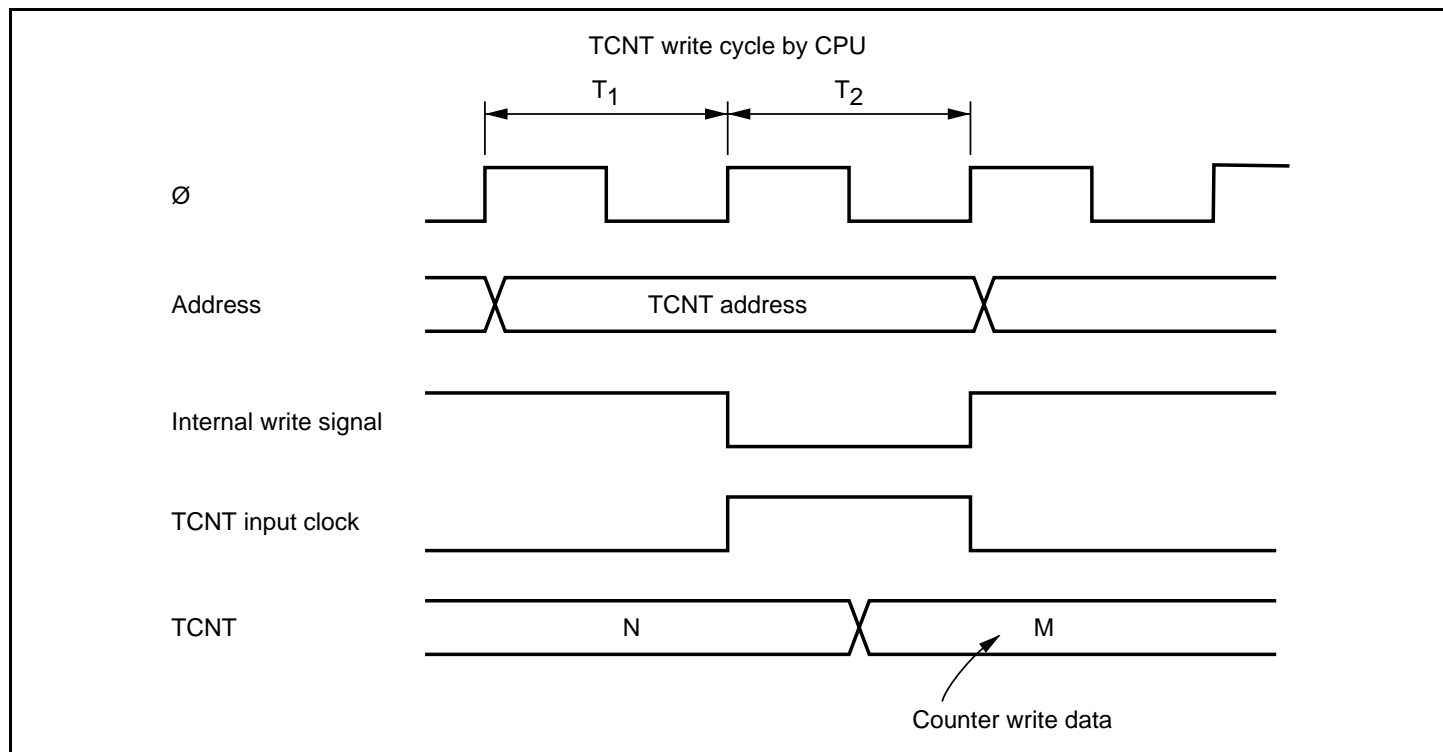 TCNT write cycle by CPU
T1 T2
Ø
Address
TCNT address
Internal write signal
TCNT input clock
TCNT
N
M
Counter write data